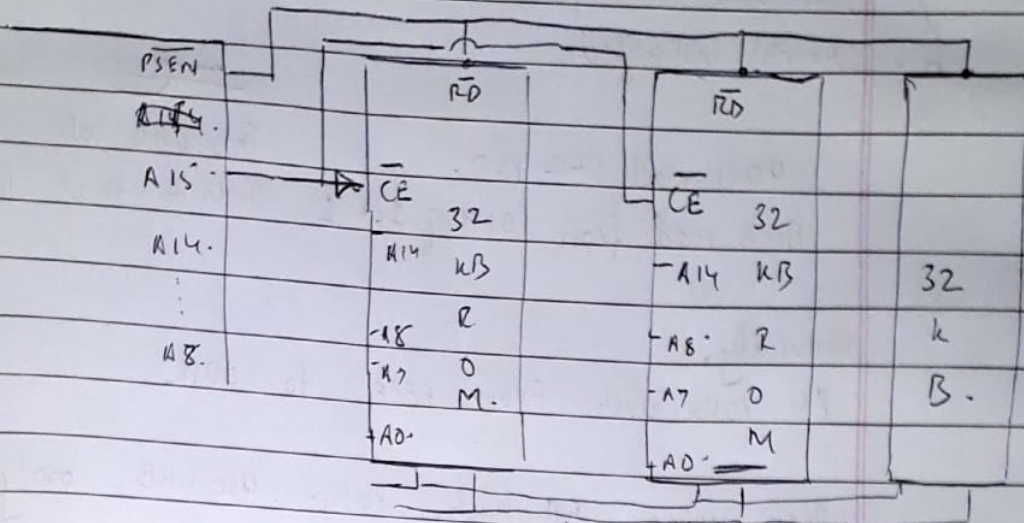 PSEN
A15
A14.
A8.
RD
CE
32
A14 KB
R
A8
A7 O
M.
A0.
RD
CE 32
A14 KB
A8. R
A7 O
M
A0.
32
K
B.